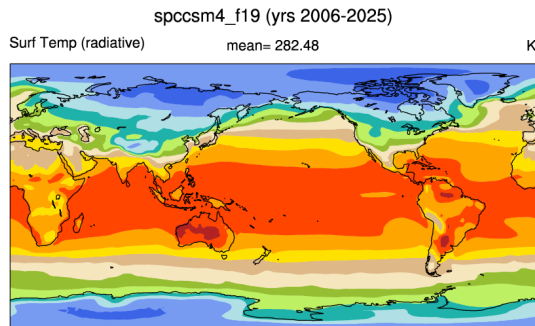 spccsm4_f19 (yrs 2006-2025)
Surf Temp (radiative) mean= 282.48 K